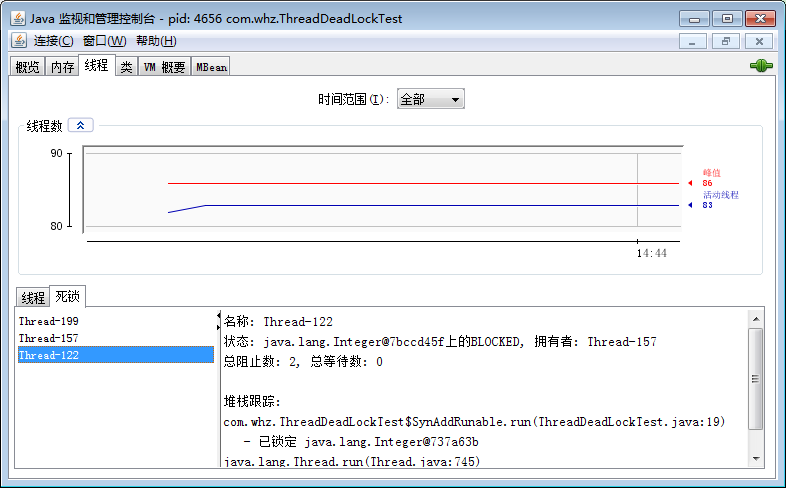 Java 监视和管理控制台 - pid: 4656 com.whz.ThreadDeadLockTest
连接(C) 窗口(W) 帮助(H)
概览 内存 线程 类 VM 概要 MBean
时间范围(I): 全部
线程数
90
80
峰值
86
活动线程
83
14:44
线程 死锁
Thread-199
Thread-157
Thread-122
名称: Thread-122
状态: java.lang.Integer@7bccd45f上的BLOCKED, 拥有者: Thread-157
总阻止数: 2, 总等待数: 0
堆栈跟踪:
com.whz.ThreadDeadLockTest$SynAddRunable.run(ThreadDeadLockTest.java:19)
- 已锁定 java.lang.Integer@737a63b
java.lang.Thread.run(Thread.java:745)